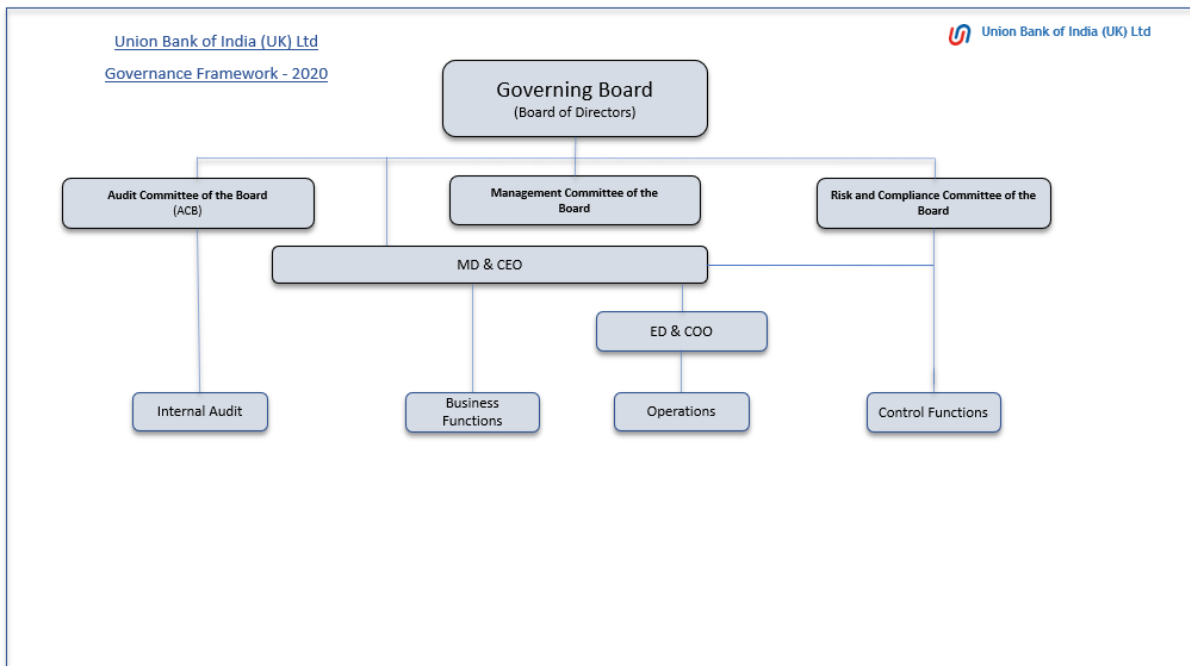 Union Bank of India (UK) Ltd
Governance Framework - 2020
Union Bank of India (UK) Ltd
Governing Board
(Board of Directors)
Audit Committee of the Board
(ACB)
Management Committee of the
Board
Risk and Compliance Committee of the
Board
MD & CEO
ED & COO
Internal Audit
Business
Functions
Operations
Control Functions